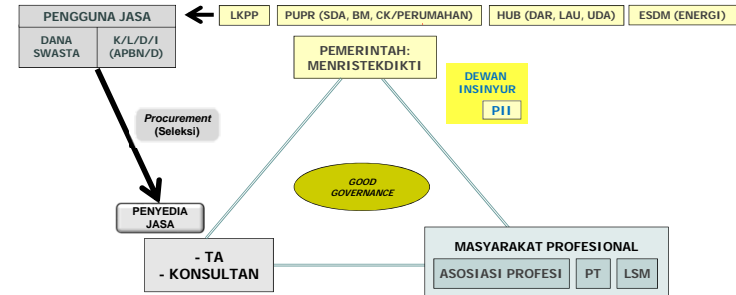 PENGGUNA JASA
LKPP
PUPR (SDA, BM, CK/PERUMAHAN)
HUB (DAR, LAU, UDA)
ESDM (ENERGI)
DANA
SWASTA
K/L/D/I
(APBN/D)
PEMERINTAH:
MENRISTEKDIKTI
DEWAN
INSINYUR
PII
Procurement
(Seleksi)
GOOD
GOVERNANCE
PENYEDIA
JASA
- TA
- KONSULTAN
MASYARAKAT PROFESIONAL
ASOSIASI PROFESI
PT
LSM